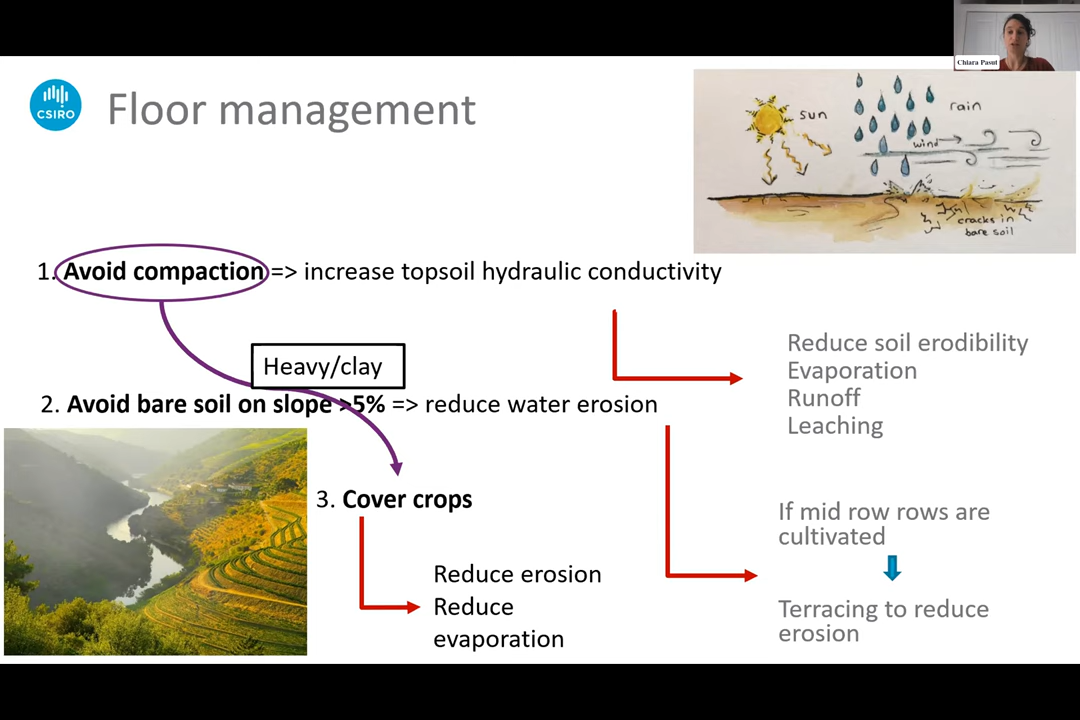 Chiara Pasut
CSIRO
Floor management
sun
rain
wind
cracks in
bare soil
1. Avoid compaction => increase topsoil hydraulic conductivity
Reduce soil erodibility
Evaporation
Runoff
Leaching
Heavy/clay
2. Avoid bare soil on slope >5% => reduce water erosion
3. Cover crops
If mid row rows are
cultivated
Reduce erosion
Reduce
evaporation
Terracing to reduce
erosion